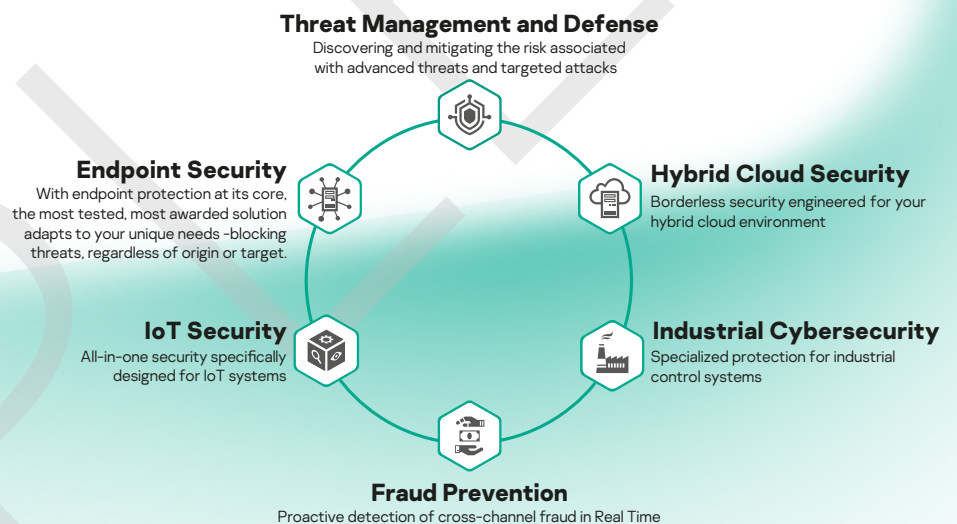 Threat Management and Defense
Discovering and mitigating the risk associated
with advanced threats and targeted attacks
Endpoint Security
With endpoint protection at its core,
the most tested, most awarded solution
adapts to your unique needs -blocking
threats, regardless of origin or target.
Hybrid Cloud Security
Borderless security engineered for your
hybrid cloud environment
IoT Security
All-in-one security specifically
designed for IoT systems
Industrial Cybersecurity
Specialized protection for industrial
control systems
Fraud Prevention
Proactive detection of cross-channel fraud in Real Time